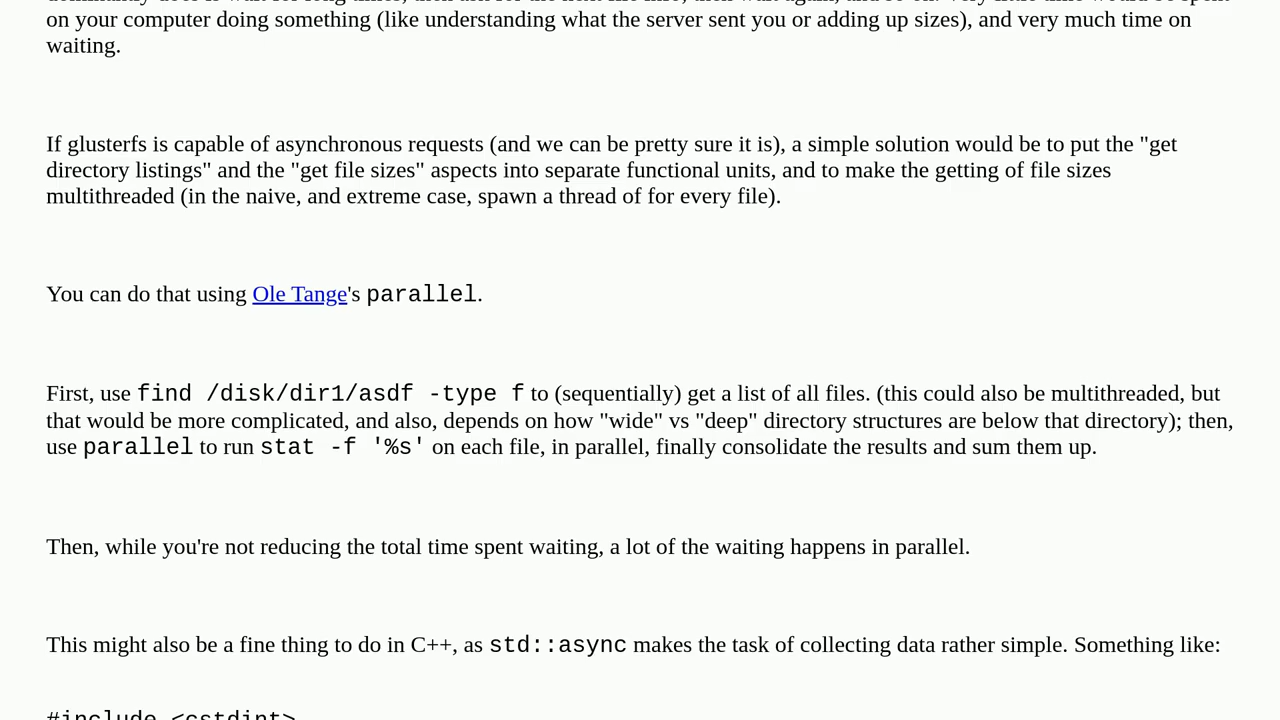 on your computer doing something (like understanding what the server sent you or adding up sizes), and very much time on
waiting.
If glusterfs is capable of asynchronous requests (and we can be pretty sure it is), a simple solution would be to put the "get
directory listings" and the "get file sizes" aspects into separate functional units, and to make the getting of file sizes
multithreaded (in the naive, and extreme case, spawn a thread of for every file).
You can do that using Ole Tange's parallel.
First, use find /disk/dir1/asdf -type f to (sequentially) get a list of all files. (this could also be multithreaded, but
that would be more complicated, and also, depends on how "wide" vs "deep" directory structures are below that directory); then,
use parallel to run stat -f '%s' on each file, in parallel, finally consolidate the results and sum them up.
Then, while you're not reducing the total time spent waiting, a lot of the waiting happens in parallel.
This might also be a fine thing to do in C++, as std::async makes the task of collecting data rather simple. Something like:
#include <cstdint>